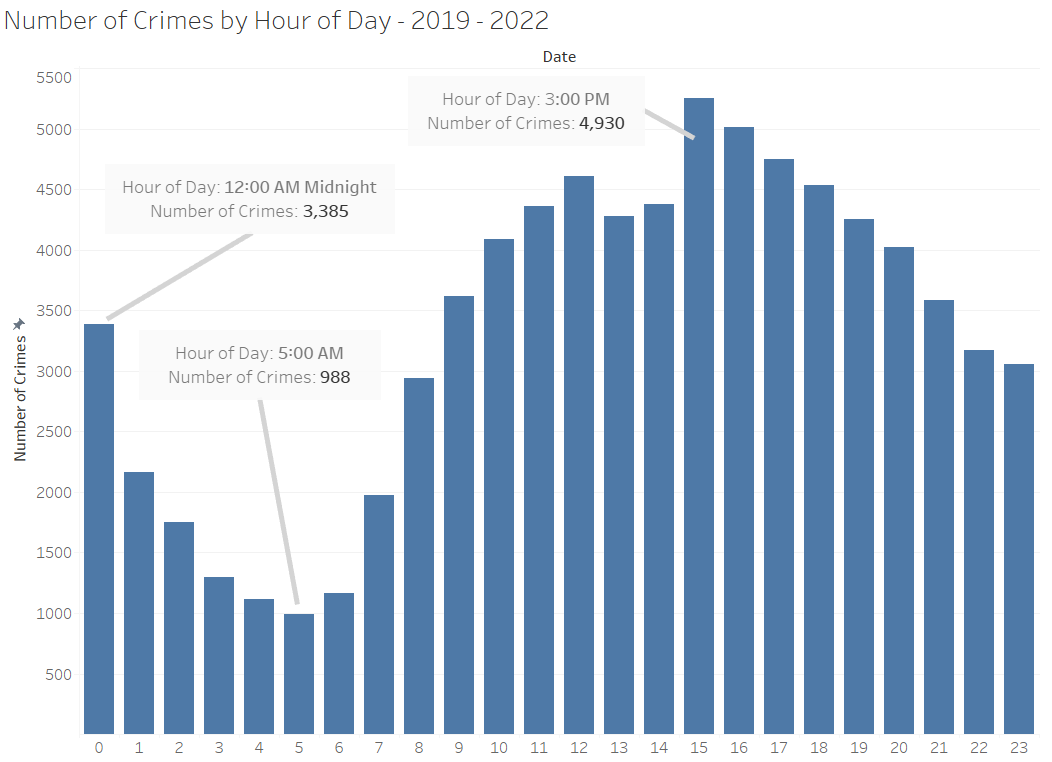 Number of Crimes by Hour of Day - 2019 - 2022
Date
Number of Crimes
5500
5000
4500
4000
3500
3000
2500
2000
1500
1000
500
Hour of Day: 3:00 PM
Number of Crimes: 4,930
Hour of Day: 12:00 AM Midnight
Number of Crimes: 3,385
Hour of Day: 5:00 AM
Number of Crimes: 988
0 1 2 3 4 5 6 7 8 9 10 11 12 13 14 15 16 17 18 19 20 21 22 23